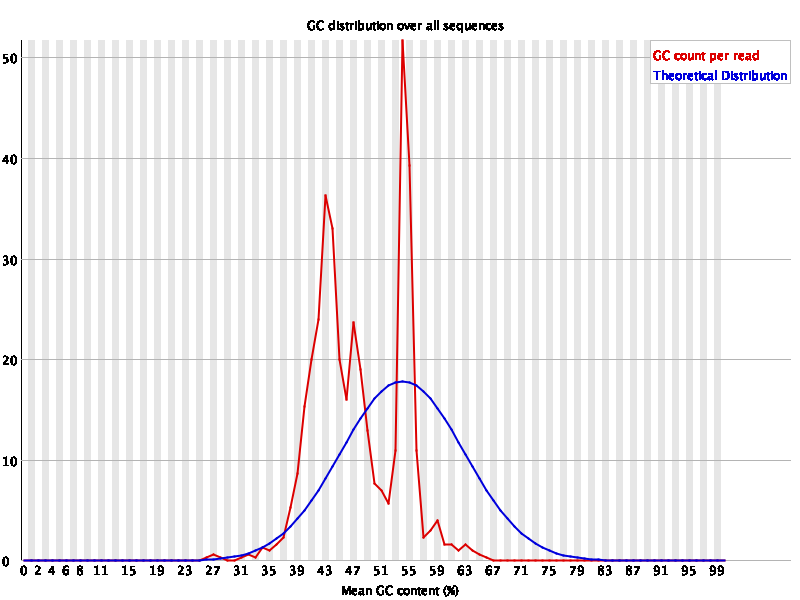 GC distribution over all sequences
GC count per read
Theoretical Distribution
50
40
30
20
10
0
0 2 4 6 8 11 15 19 23 27 31 35 39 43 47 51 55 59 63 67 71 75 79 83 87 91 95 99
Mean GC content (%)